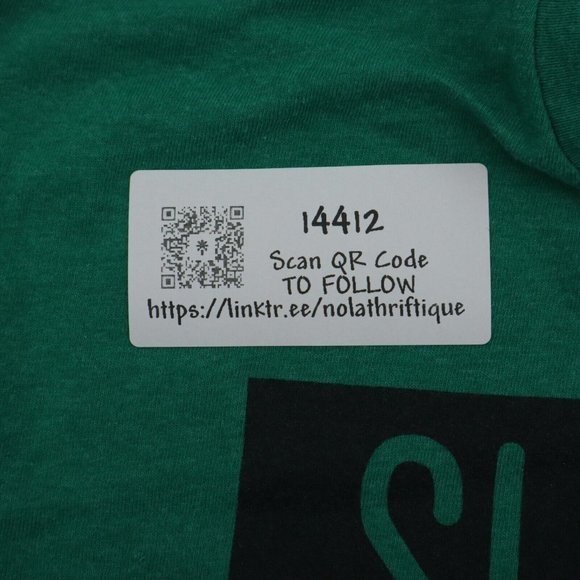 14412
Scan QR Code
TO FOLLOW
https://linktr.ee/nolathriftique